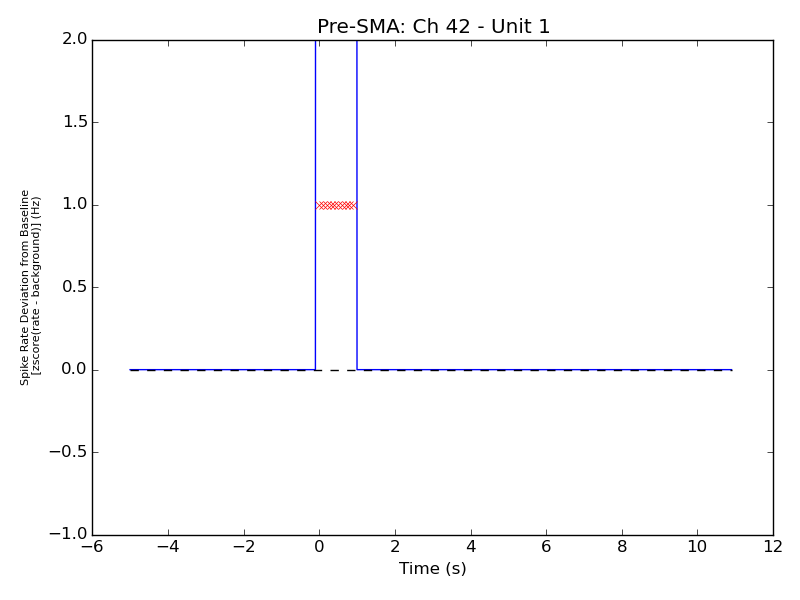 Pre-SMA: Ch 42 - Unit 1
2.0
1.5
1.0
0.5
0.0
−0.5
−1.0
Spike Rate Deviation from Baseline
[zscore(rate - background)] (Hz)
−6 −4 −2 0 2 4 6 8 10 12
Time (s)